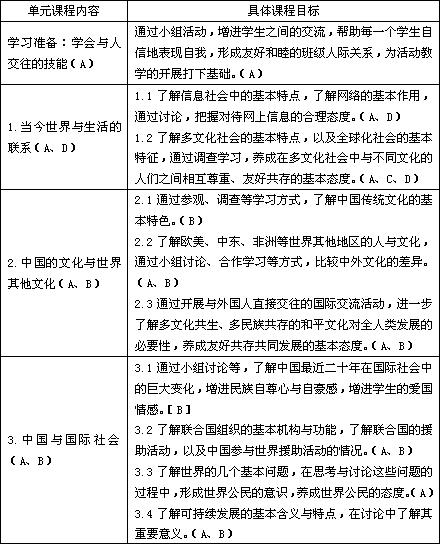 单元课程内容
具体课程目标
学习准备：学会与人
交往的技能（A）
通过小组活动，增进学生之间的交流，帮助每一个学生自
信地表现自我，形成友好和睦的班级人际关系，为活动教
学的开展打下基础。（A）
1.当今世界与生活的
联系（A、D）
1.1 了解信息社会中的基本特点，了解网络的基本作用，
通过讨论，把握对待网上信息的合理态度。（A、D）
1.2 了解多文化社会的基本特点，以及全球化社会的基本
特征，通过调查学习，养成在多文化社会中与不同文化的
人们之间相互尊重、友好共存的基本态度。（A、C、D）
2.中国的文化与世界
其他文化（A、B）
2.1 通过参观、调查等学习方式，了解中国传统文化的基
本特色。（B）
2.2 了解欧美、中东、非洲等世界其他地区的人与文化，
通过小组讨论、合作学习等方式，比较中外文化的差异。
（A、B）
2.3 通过开展与外国人直接交往的国际交流活动，进一步
了解多文化共生、多民族共存的和平文化对全人类发展的
必要性，养成友好共存共同发展的基本态度。（A、B）
3.中国与国际社会
（A、B）
3.1 通过小组讨论等，了解中国最近二十年在国际社会中
的巨大变化，增进民族自尊心与自豪感，增进学生的爱国
情感。[B]
3.2 了解联合国组织的基本机构与功能，了解联合国的援
助活动，以及中国参与世界援助活动的情况。（A、B）
3.3 了解世界的几个基本问题，在思考与讨论这些问题的
过程中，形成世界公民的意识，养成世界公民的态度。（A）
3.4 了解可持续发展的基本含义与特点，在讨论中了解其
重要意义。（A、B）